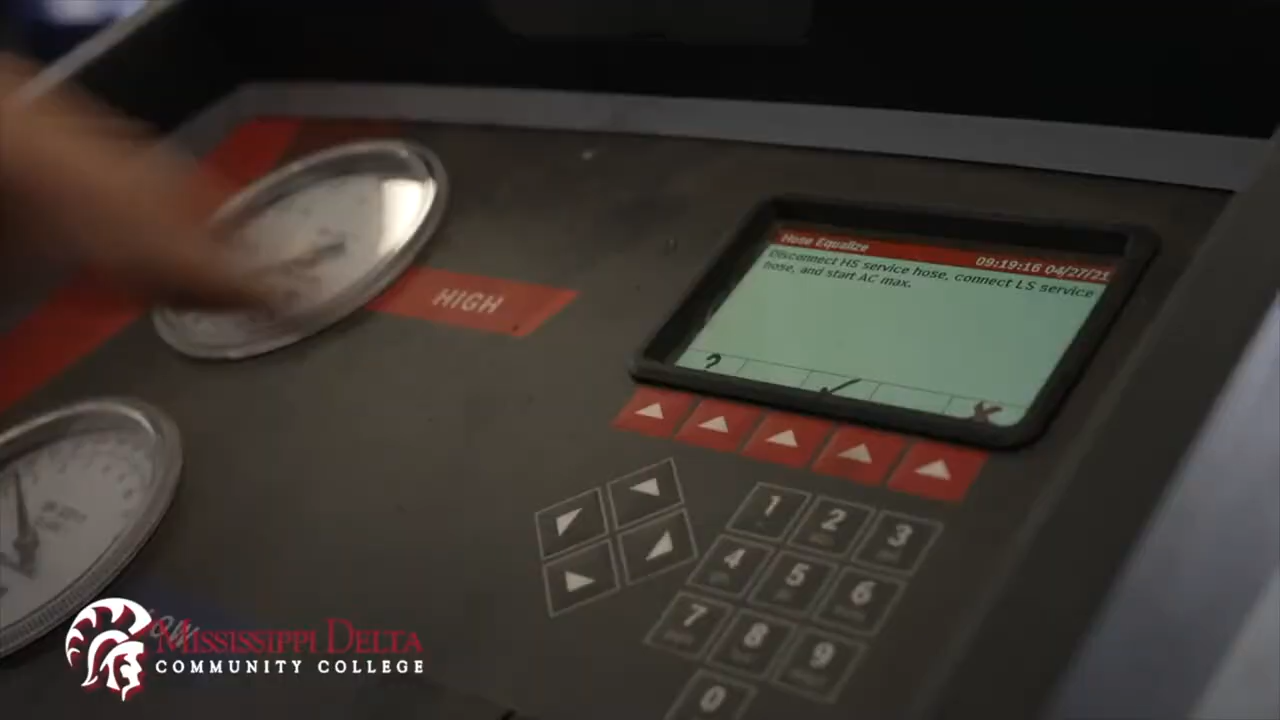 HIGH
Hose Equalize
09:19:16 04/27/21
Disconnect HS service hose, connect LS service
hose, and start AC max.
?
1 2 3
4 5 6
7 8 9
0
MISSISSIPPI DELTA
COMMUNITY COLLEGE